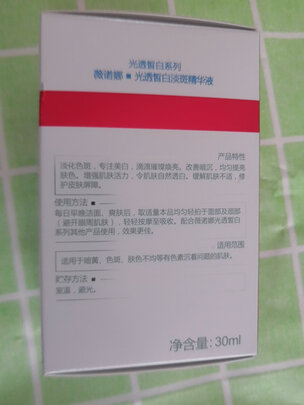 光透皙白系列
薇诺娜 ■ 光透皙白淡斑精华液
产品特性
淡化色斑，专注美白，滴滴璀璨焕亮。改善暗沉，均匀提亮
肤色。增强肌肤活力，令肌肤自然透白。缓解肌肤不适，修
护皮肤屏障。
使用方法
每日早晚洁面、爽肤后，取适量本品均匀轻拍于面部及颈部
（避开眼周肌肤），轻轻按摩至吸收。配合薇诺娜光透皙白
系列其他产品使用，效果更佳。
适用范围
适用于暗黄、色斑、肤色不均等有色素沉着问题的肌肤。
贮存方法
室温，避光。
净含量: 30ml